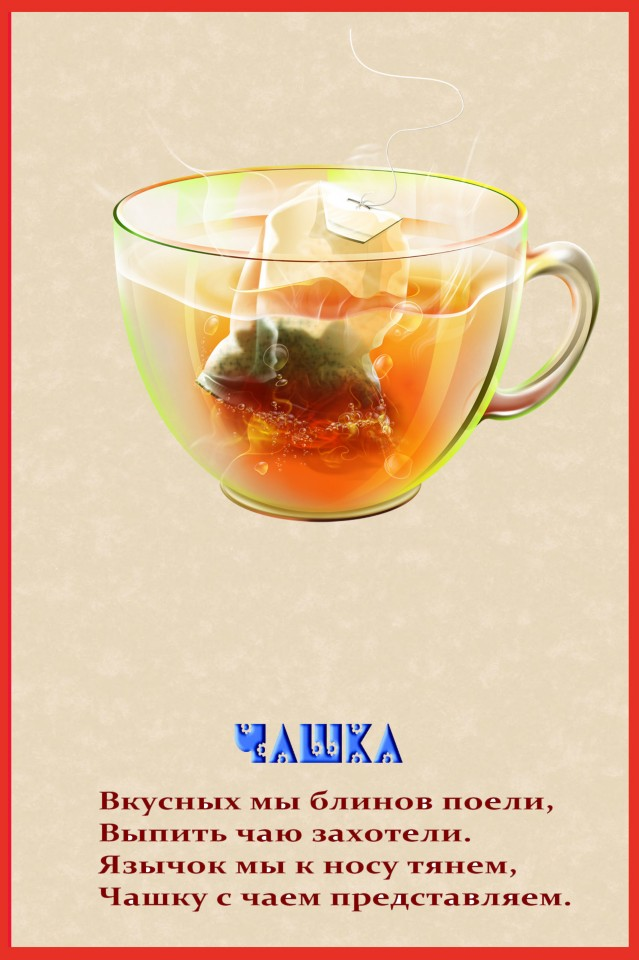 ЧАШКА
Вкусных мы блинов поели,
Выпить чаю захотели.
Язычок мы к носу тянем,
Чашку с чаем представляем.